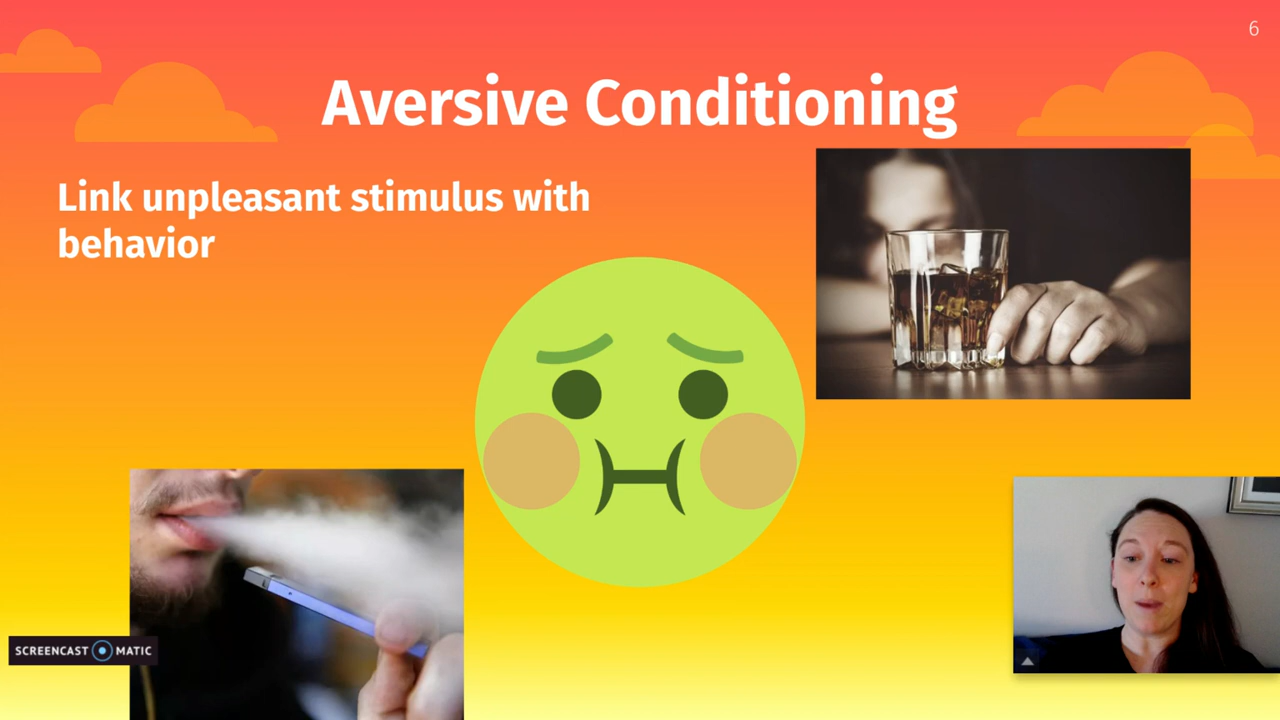 6
Aversive Conditioning
Link unpleasant stimulus with
behavior
SCREENCAST MATIC